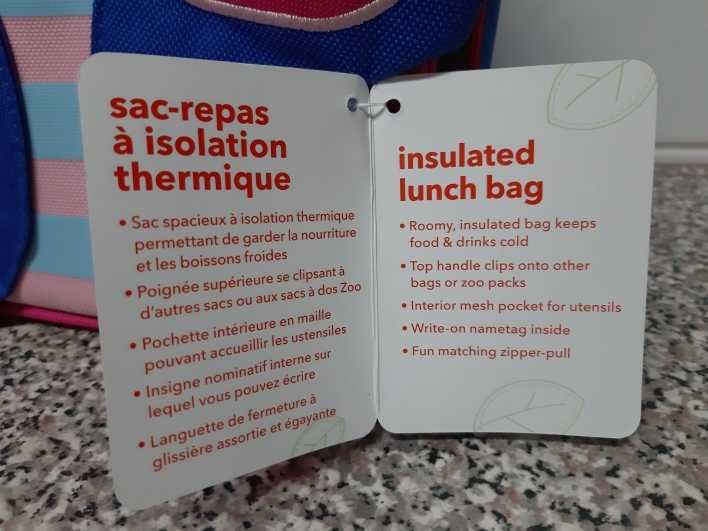 sac-repas
à isolation
thermique
• Sac spacieux à isolation thermique
permettant de garder la nourriture
et les boissons froides
• Poignée supérieure se clipsant à
d'autres sacs ou aux sacs à dos Zoo
• Pochette intérieure en maille
pouvant accueillir les ustensiles
• Insigne nominatif interne sur
lequel vous pouvez écrire
• Languette de fermeture à
glissière assortie et égayante
insulated
lunch bag
• Roomy, insulated bag keeps
food & drinks cold
• Top handle clips onto other
bags or zoo packs
• Interior mesh pocket for utensils
• Write-on nametag inside
• Fun matching zipper-pull